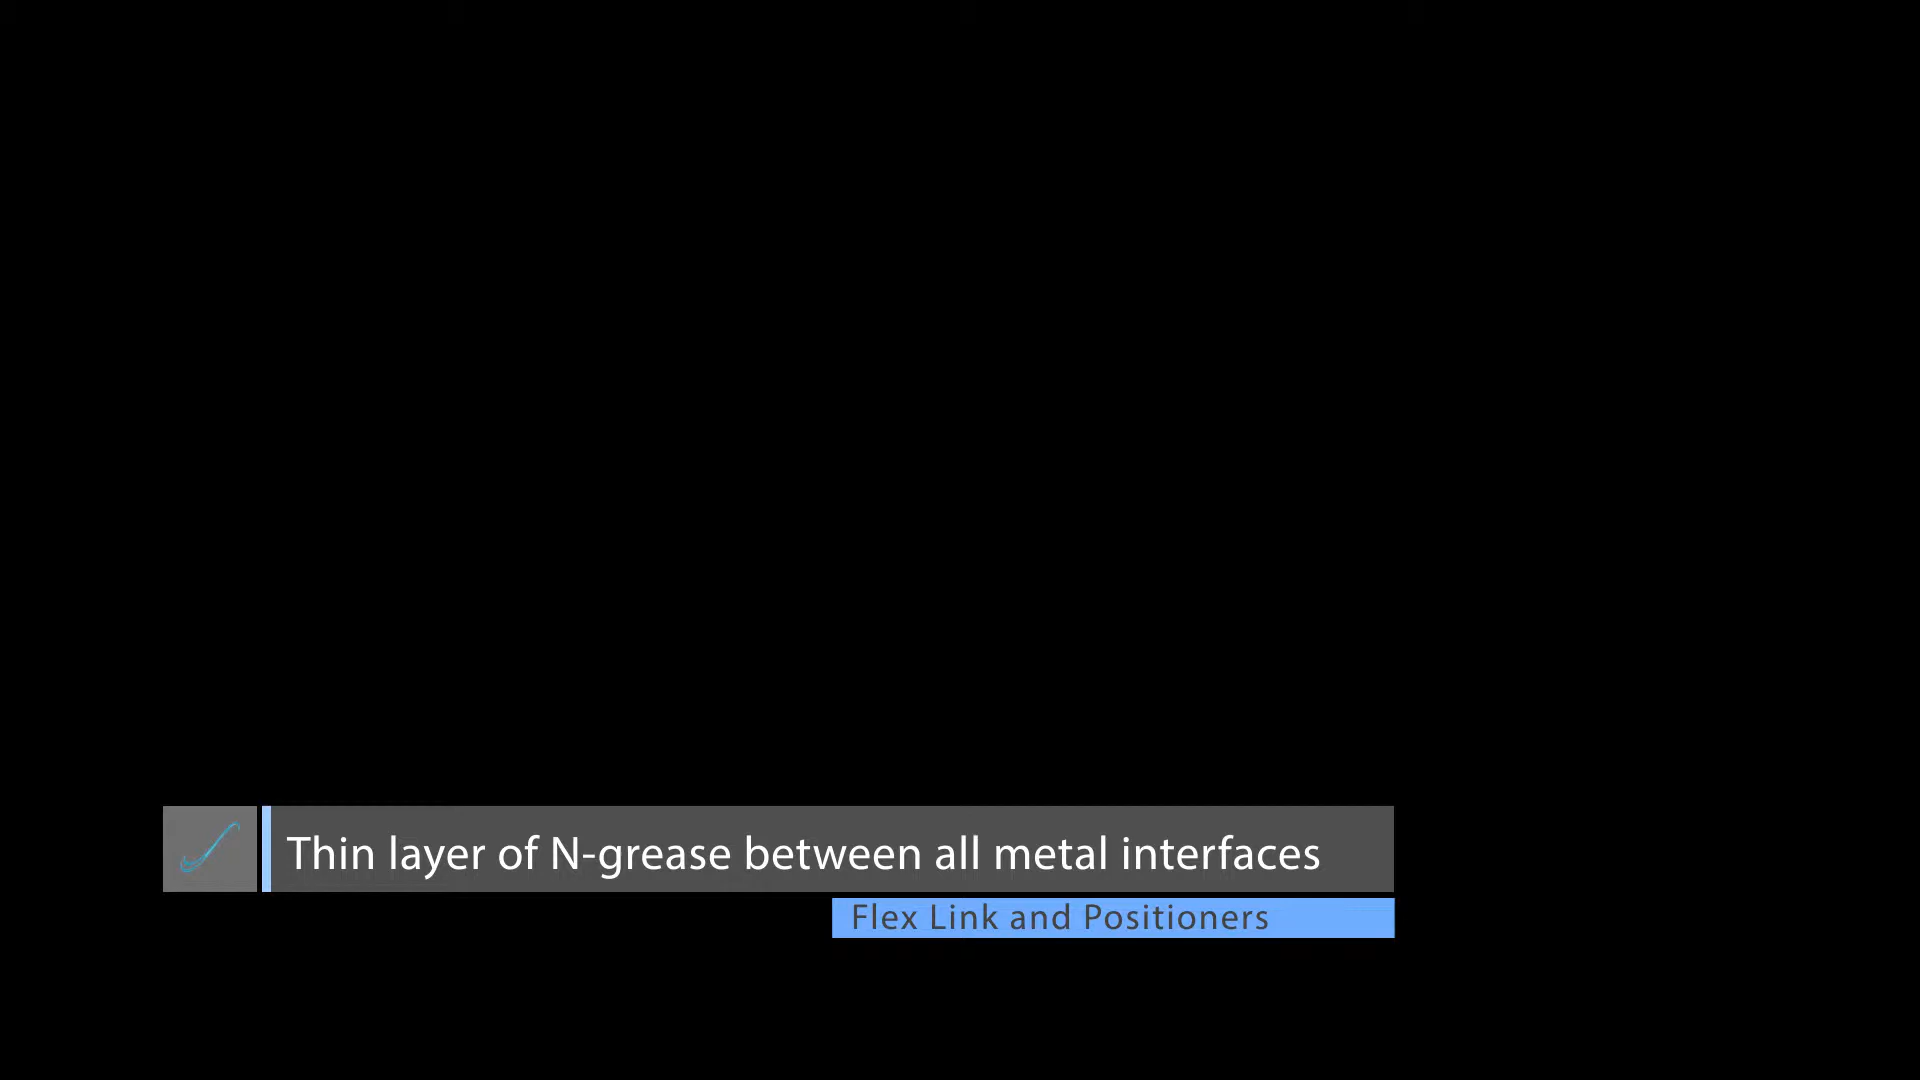 Thin layer of N-grease between all metal interfaces
Flex Link and Positioners